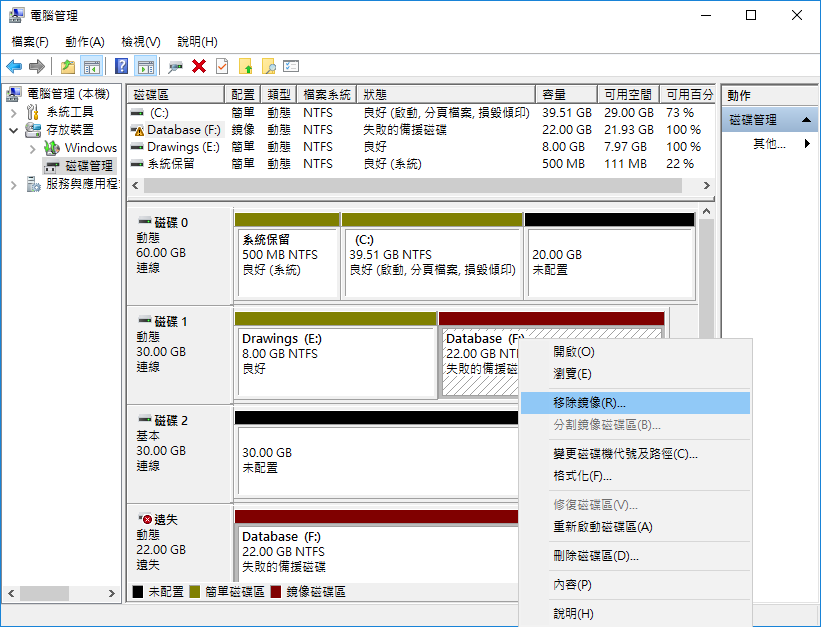 電腦管理
檔案(F) 動作(A) 檢視(V) 說明(H)
電腦管理 (本機)
系統工具
存放裝置
Windows
磁碟管理
服務與應用程
磁碟區 配置 類型 檔案系統 狀態 容量 可用空間 可用百分
(C:) 簡單 動態 NTFS 良好 (啟動, 分頁檔案, 損毀傾印) 39.51 GB 29.00 GB 73 %
Database (F:) 鏡像 動態 NTFS 失敗的備援磁碟 22.00 GB 21.93 GB 100 %
Drawings (E:) 簡單 動態 NTFS 良好 8.00 GB 7.97 GB 100 %
系統保留 簡單 動態 NTFS 良好 (系統) 500 MB 111 MB 22 %
動作
磁碟管理
其他...
磁碟 0
動態
60.00 GB
連線
系統保留
500 MB NTFS
良好 (系統)
(C:)
39.51 GB NTFS
良好 (啟動, 分頁檔案, 損毀傾印)
20.00 GB
未配置
磁碟 1
動態
30.00 GB
連線
Drawings (E:)
8.00 GB NTFS
良好
Database (F:)
22.00 GB NT
失敗的備援磁
磁碟 2
基本
30.00 GB
連線
30.00 GB
未配置
遺失
動態
22.00 GB
遺失
Database (F:)
22.00 GB NTFS
失敗的備援磁碟
未配置 簡單磁碟區 鏡像磁碟區
開啟(O)
瀏覽(E)
移除鏡像(R)...
分割鏡像磁碟區(B)...
變更磁碟機代號及路徑(C)...
格式化(F)...
修復磁碟區(V)...
重新啟動磁碟區(A)
刪除磁碟區(D)...
內容(P)
說明(H)